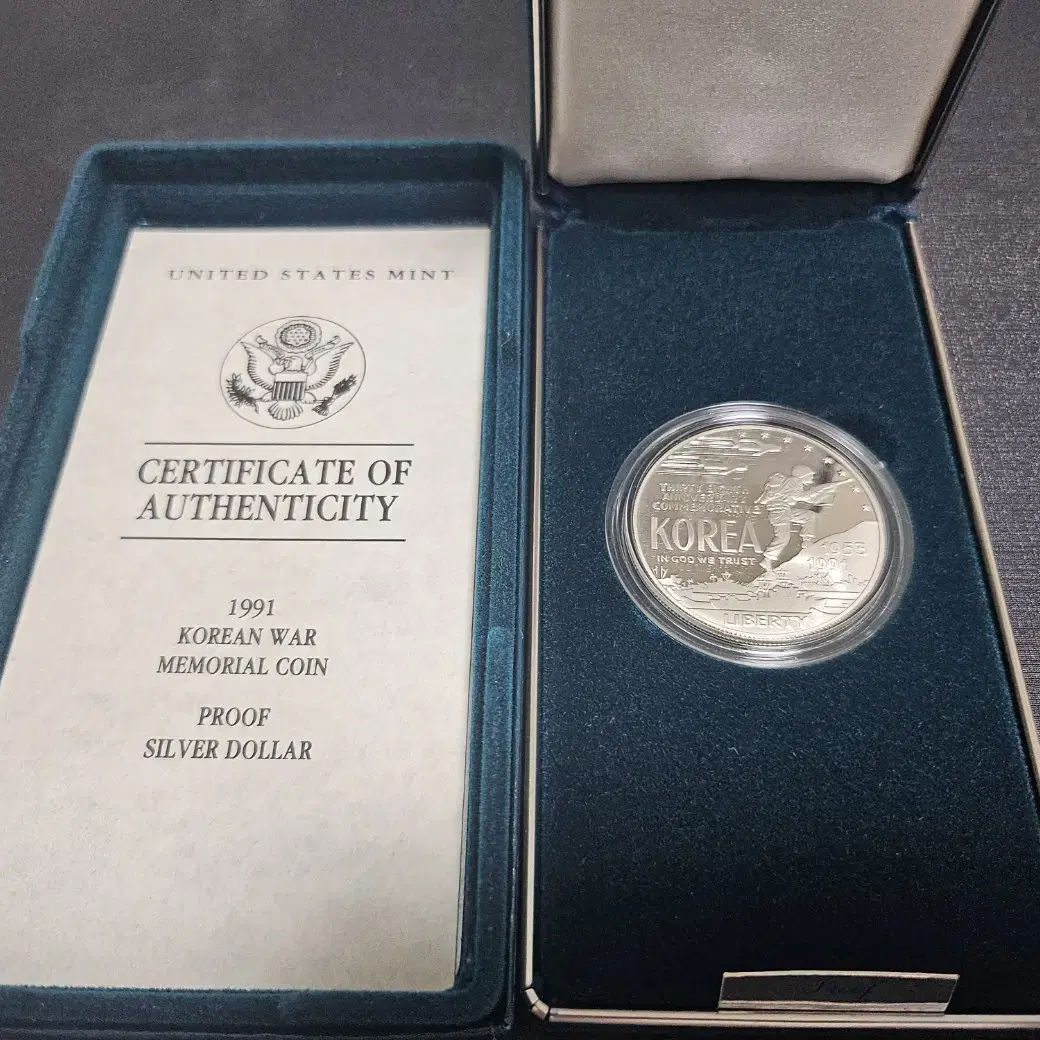 UNITED STATES MINT
CERTIFICATE OF
AUTHENTICITY
1991
KOREAN WAR
MEMORIAL COIN
PROOF
SILVER DOLLAR
THIRTY EIGHTH
ANNIVERSARY
COMMEMORATIVE
KOREA
IN GOD WE TRUST
1953
1991
LIBERTY
Proof